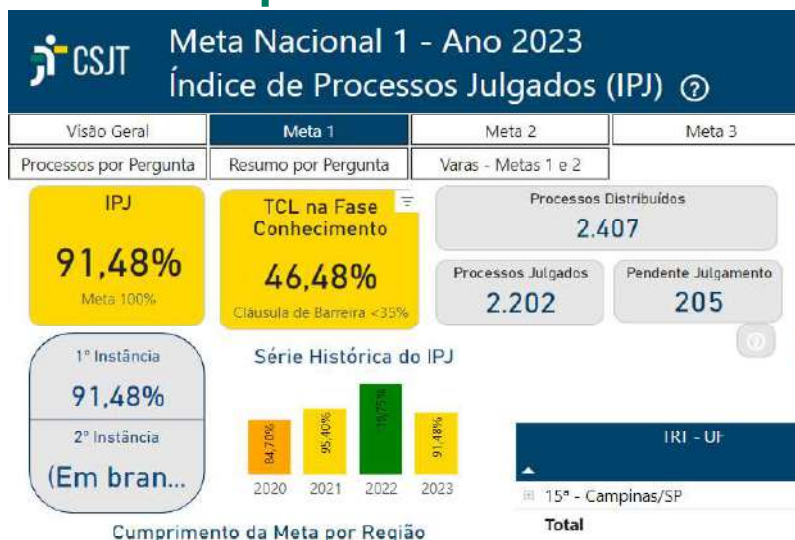 CSJT
Meta Nacional 1 - Ano 2023
Índice de Processos Julgados (IPJ) ?
Visão Geral
Meta 1
Meta 2
Meta 3
Processos por Pergunta
Resumo por Pergunta
Varas - Metas 1 e 2
IPJ
91,48%
Meta 100%
TCL na Fase
Conhecimento
46,48%
Cláusula de Barreira <35%
Processos Distribuídos
2.407
Processos Julgados
2.202
Pendente Julgamento
205
1º Instância
91,48%
2º Instância
(Em bran...
Série Histórica do IPJ
84,70%
95,40%
91,48%
2020
2021
2022
2023
TRT - UF
15ª - Campinas/SP
Total
Cumprimento da Meta por Região